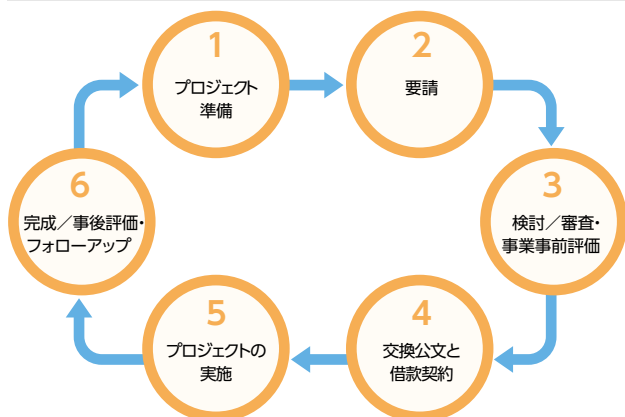 1
プロジェクト
準備
2
要請
3
検討／審査・
事業事前評価
4
交換公文と
借款契約
5
プロジェクトの
実施
6
完成／事後評価・
フォローアップ